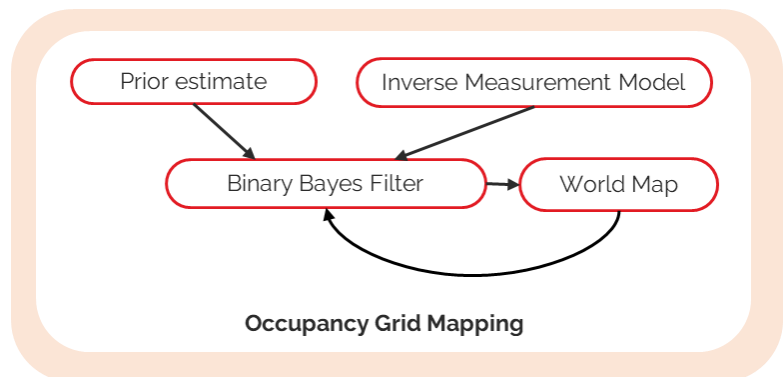 Prior estimate
Inverse Measurement Model
Binary Bayes Filter
World Map
Occupancy Grid Mapping